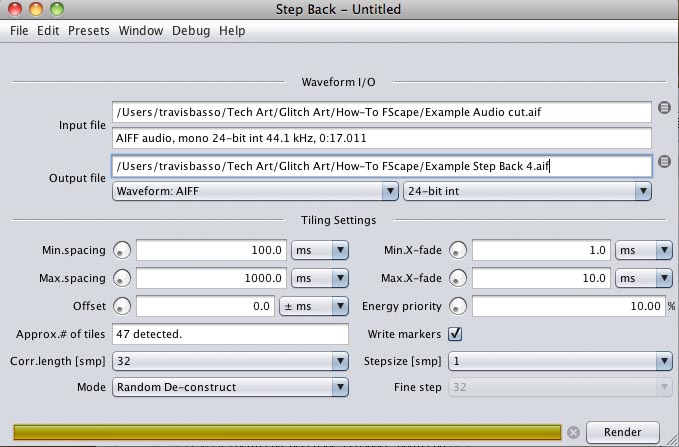 Step Back – Untitled
File Edit Presets Window Debug Help
Waveform I/O
Input file /Users/travisbasso/Tech Art/Glitch Art/How-To FScape/Example Audio cut.aif
AIFF audio, mono 24-bit int 44.1 kHz, 0:17.011
Output file /Users/travisbasso/Tech Art/Glitch Art/How-To FScape/Example Step Back 4.aif
Waveform: AIFF 24-bit int
Tiling Settings
Min.spacing 100.0 ms Min.X-fade 1.0 ms
Max.spacing 1000.0 ms Max.X-fade 10.0 ms
Offset 0.0 ± ms Energy priority 10.00 %
Approx.# of tiles 47 detected. Write markers
Corr.length [smp] 32 Stepsize [smp] 1
Mode Random De-construct Fine step 32
Render